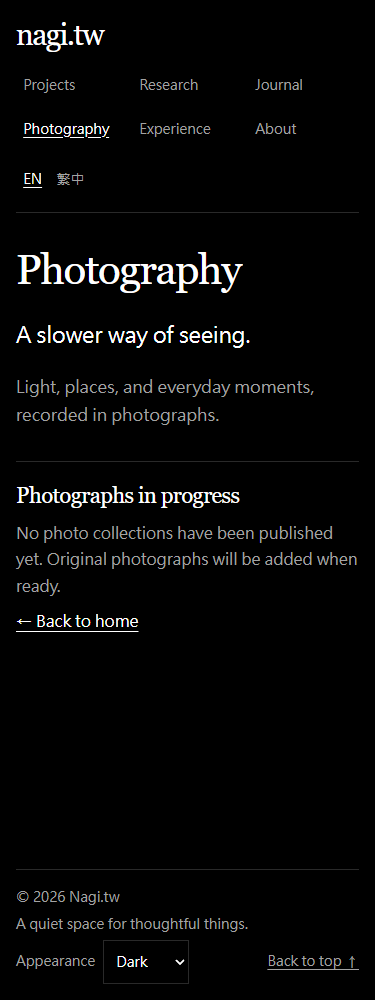 nagi.tw
Projects Research Journal
Photography Experience About
EN 繁中
Photography
A slower way of seeing.
Light, places, and everyday moments,
recorded in photographs.
Photographs in progress
No photo collections have been published
yet. Original photographs will be added when
ready.
← Back to home
© 2026 Nagi.tw
A quiet space for thoughtful things.
Appearance Dark Back to top ↑